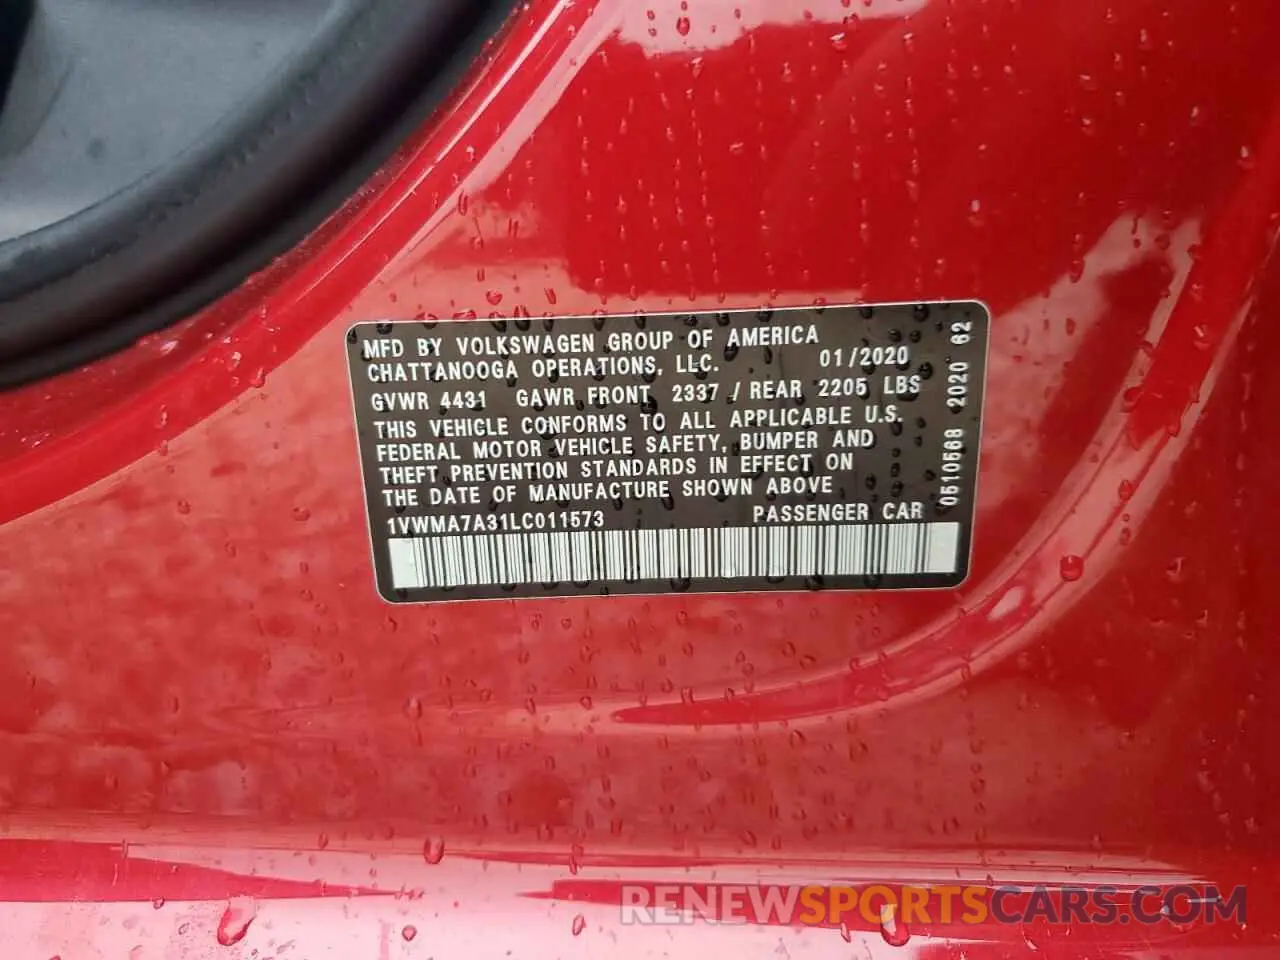 MFD BY VOLKSWAGEN GROUP OF AMERICA
CHATTANOOGA OPERATIONS, LLC. 01/2020
GVWR 4431 GAWR FRONT 2337 / REAR 2205 LBS
THIS VEHICLE CONFORMS TO ALL APPLICABLE U.S.
FEDERAL MOTOR VEHICLE SAFETY, BUMPER AND
THEFT PREVENTION STANDARDS IN EFFECT ON
THE DATE OF MANUFACTURE SHOWN ABOVE
1VWMA7A31LC011573 PASSENGER CAR
0510568 2020 62
RENEWSPORTSCARS.COM